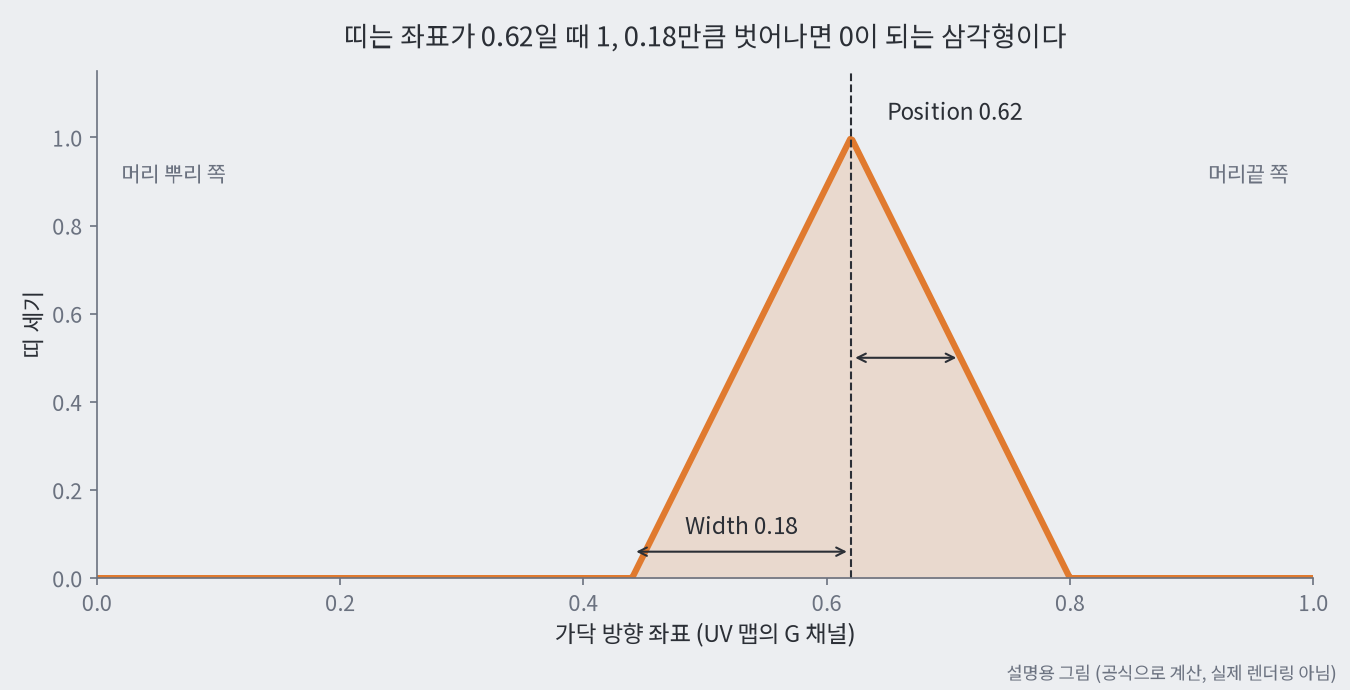 띠는 좌표가 0.62일 때 1, 0.18만큼 벗어나면 0이 되는 삼각형이다
Position 0.62
1.0
머리 뿌리 쪽
머리끝 쪽
0.8
띠 세기
0.6
0.4
0.2
Width 0.18
0.0
0.0 0.2 0.4 0.6 0.8 1.0
가닥 방향 좌표 (UV 맵의 G 채널)
설명용 그림 (공식으로 계산, 실제 렌더링 아님)